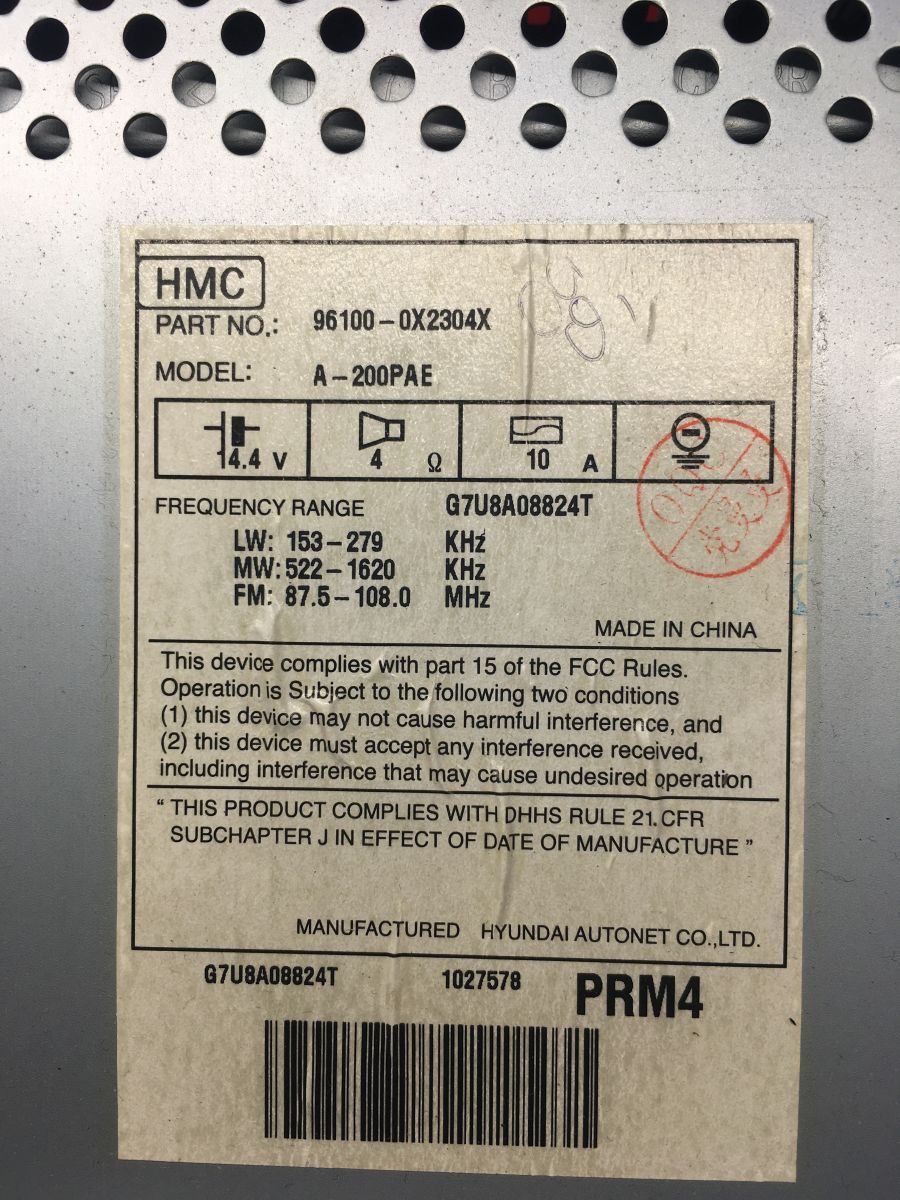 HMC
PART NO.: 96100-0X2304X
MODEL: A-200PAE
14.4 V 4 Ω 10 A
FREQUENCY RANGE G7U8A08824T
LW: 153-279 KHz
MW: 522-1620 KHz
FM: 87.5-108.0 MHz
MADE IN CHINA
This device complies with part 15 of the FCC Rules.
Operation is Subject to the following two conditions
(1) this device may not cause harmful interference, and
(2) this device must accept any interference received,
including interference that may cause undesired operation
“ THIS PRODUCT COMPLIES WITH DHHS RULE 21.CFR
SUBCHAPTER J IN EFFECT OF DATE OF MANUFACTURE ”
MANUFACTURED HYUNDAI AUTONET CO.,LTD.
G7U8A08824T 1027578 PRM4